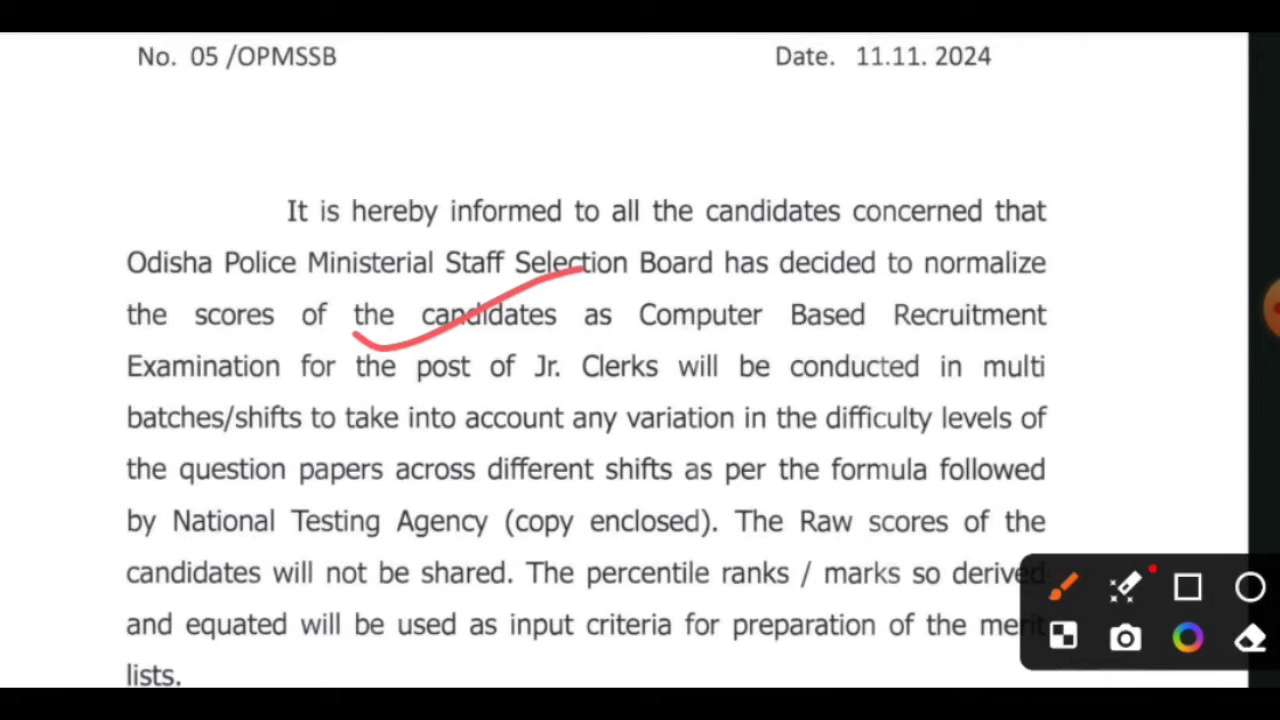 No. 05 /OPMSSB Date. 11.11. 2024
It is hereby informed to all the candidates concerned that
Odisha Police Ministerial Staff Selection Board has decided to normalize
the scores of the candidates as Computer Based Recruitment
Examination for the post of Jr. Clerks will be conducted in multi
batches/shifts to take into account any variation in the difficulty levels of
the question papers across different shifts as per the formula followed
by National Testing Agency (copy enclosed). The Raw scores of the
candidates will not be shared. The percentile ranks / marks so derived
and equated will be used as input criteria for preparation of the merit
lists.